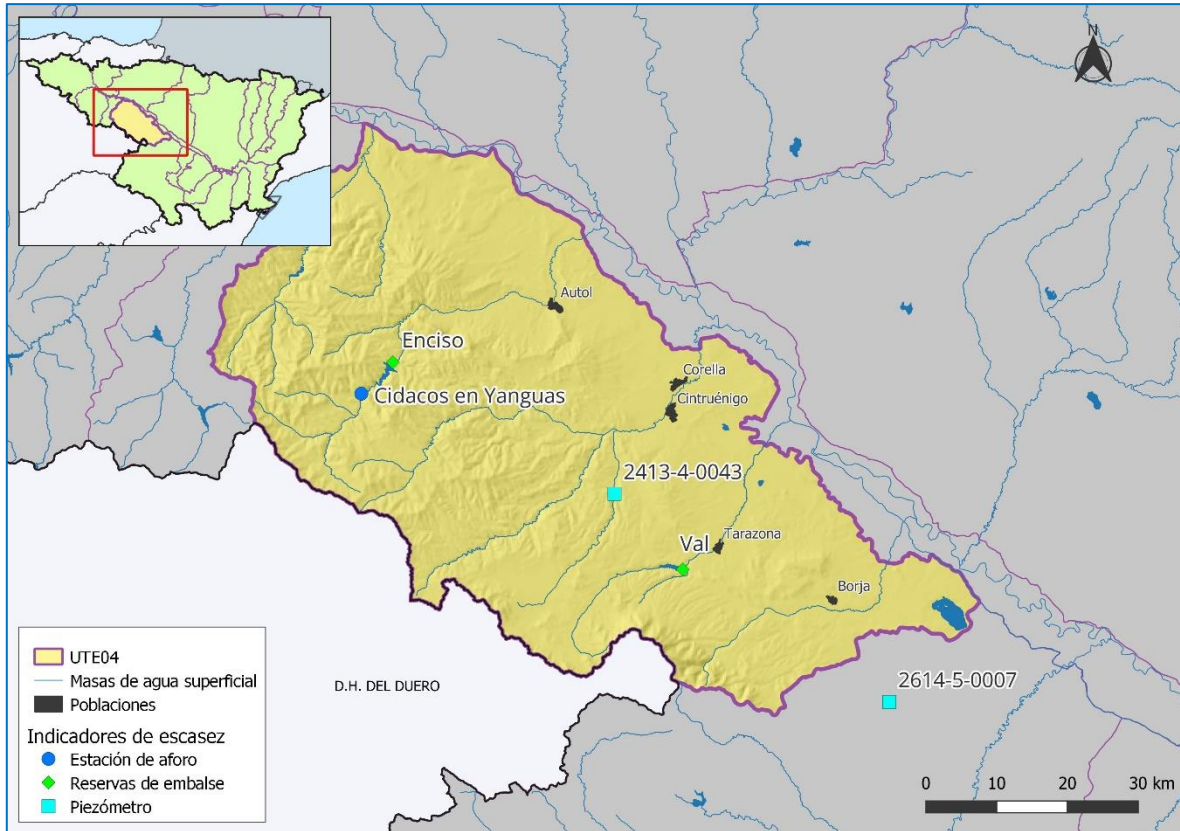 N
Autol
Enciso
Cidacos en Yanguas
Corella
Cintruénigo
2413-4-0043
Val
Tarazona
Borja
2614-5-0007
D.H. DEL DUERO
UTE04
Masas de agua superficial
Poblaciones
Indicadores de escasez
Estación de aforo
Reservas de embalse
Piezómetro
0 10 20 30 km